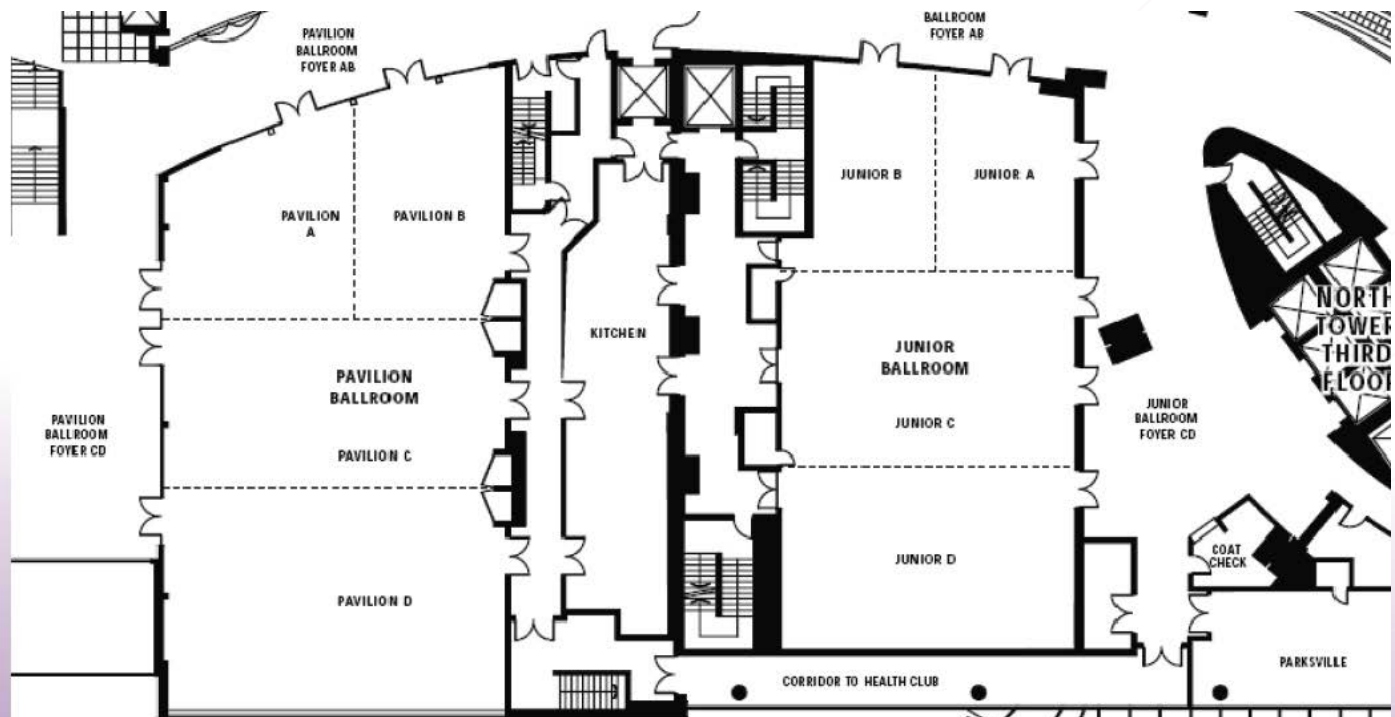 PAVILION
BALLROOM
FOYER AB
BALLROOM
FOYER AB
PAVILION
A
PAVILION B
JUNIOR B
JUNIOR A
KITCHEN
NORTH
TOWER
THIRD
FLOOR
PAVILION
BALLROOM
JUNIOR
BALLROOM
PAVILION
BALLROOM
FOYER CD
PAVILION C
JUNIOR C
JUNIOR
BALLROOM
FOYER CD
COAT
CHECK
JUNIOR D
PAVILION D
PARKSVILLE
CORRIDOR TO HEALTH CLUB